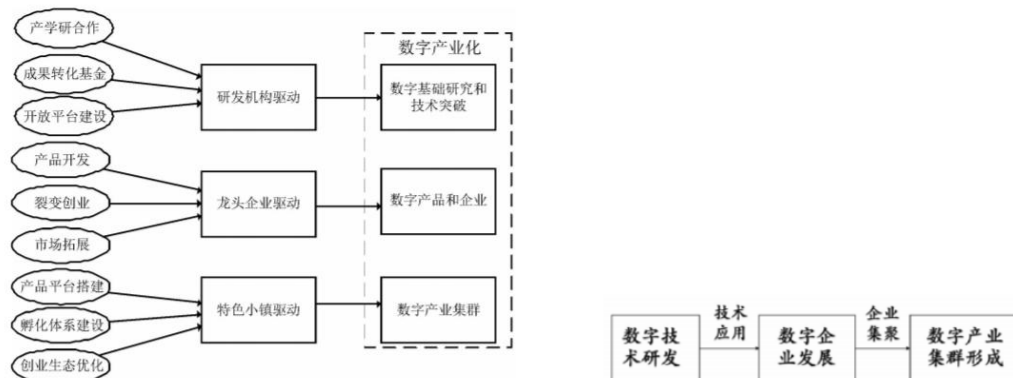 产学研合作
成果转化基金
开放平台建设
研发机构驱动
数字产业化
数字基础研究和
技术突破
产品开发
裂变创业
市场拓展
龙头企业驱动
数字产品和企业
产品平台搭建
孵化体系建设
创业生态优化
特色小镇驱动
数字产业集群
数字技
术研发
技术
应用
数字企
业发展
企业
集聚
数字产业
集群形成